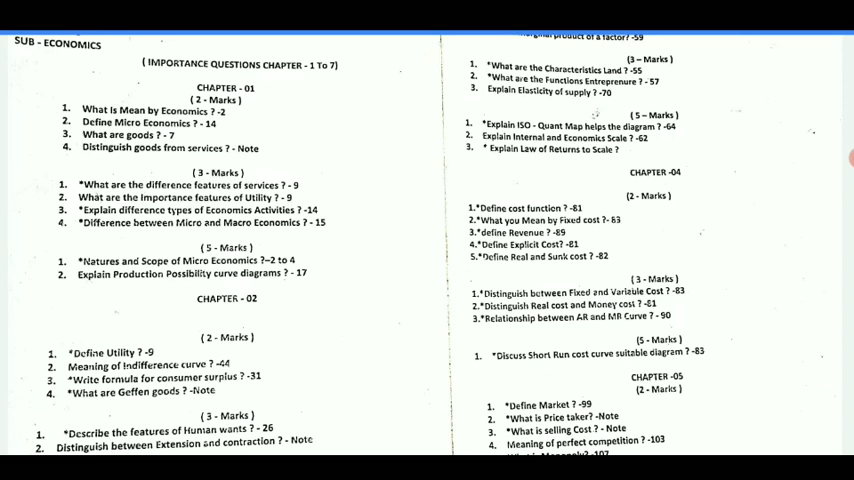 SUB - ECONOMICS
( IMPORTANCE QUESTIONS CHAPTER - 1 To 7)
CHAPTER - 01
( 2 - Marks )
1. What Is Mean by Economics ? -2
2. Define Micro Economics ? - 14
3. What are goods ? - 7
4. Distinguish goods from services ? - Note
( 3 - Marks )
1. *What are the difference features of services ? - 9
2. What are the Importance features of Utility ? - 9
3. *Explain difference types of Economics Activities ? -14
4. *Difference between Micro and Macro Economics ? - 15
( 5 - Marks )
1. *Natures and Scope of Micro Economics ?–2 to 4
2. Explain Production Possibility curve diagrams ? - 17
CHAPTER - 02
( 2 - Marks )
1. *Define Utility ? -9
2. Meaning of Indifference curve ? -44
3. *Write formula for consumer surplus ? -31
4. *What are Geffen goods ? -Note
( 3 - Marks )
1. *Describe the features of Human wants ? - 26
2. Distinguish between Extension and contraction ? - Note
product of a factor? -59
(3 – Marks )
1. *What are the Characteristics Land ? -55
2. *What are the Functions Entreprenure ? - 57
3. Explain Elasticity of supply ? -70
( 5 – Marks )
1. *Explain ISO - Quant Map helps the diagram ? -64
2. Explain Internal and Economics Scale ? -62
3. * Explain Law of Returns to Scale ?
CHAPTER -04
(2 - Marks )
1.*Define cost function ? -81
2.*What you Mean by Fixed cost ?- 83
3.*define Revenue ? -89
4.*Define Explicit Cost? -81
5.*Define Real and Sunk cost ? -82
( 3 - Marks )
1.*Distinguish between Fixed and Variable Cost ? -83
2.*Distinguish Real cost and Money cost ? -81
3.*Relationship between AR and MR Curve ? - 90
(5 - Marks )
1. *Discuss Short Run cost curve suitable diagram ? -83
CHAPTER -05
(2 - Marks )
1. *Define Market ? -99
2. *What is Price taker? -Note
3. *What is selling Cost ? - Note
4. Meaning of perfect competition ? -103